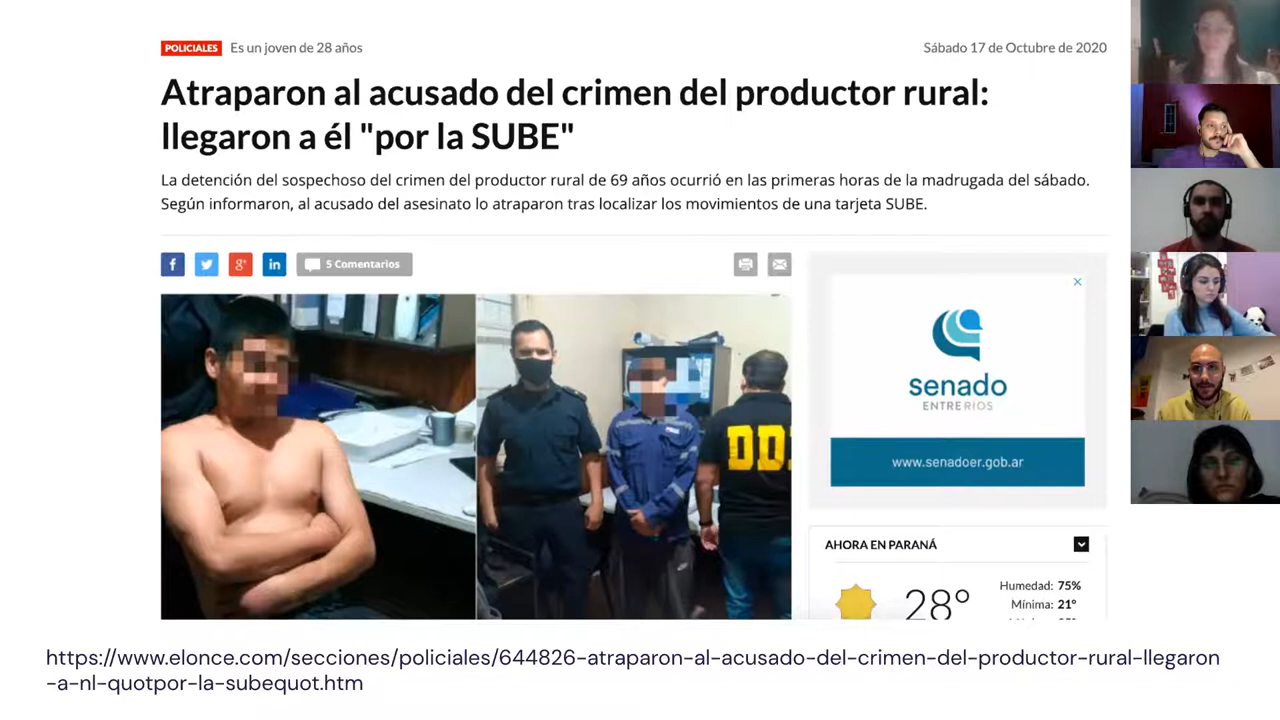 POLICIALES Es un joven de 28 años
Sábado 17 de Octubre de 2020
Atraparon al acusado del crimen del productor rural:
llegaron a él "por la SUBE"
La detención del sospechoso del crimen del productor rural de 69 años ocurrió en las primeras horas de la madrugada del sábado.
Según informaron, al acusado del asesinato lo atraparon tras localizar los movimientos de una tarjeta SUBE.
5 Comentarios
DDI
senado
ENTRE RIOS
www.senadoer.gob.ar
AHORA EN PARANÁ
28°
Humedad: 75%
Mínima: 21°
https://www.elonce.com/secciones/policiales/644826-atraparon-al-acusado-del-crimen-del-productor-rural-llegaron
-a-nl-quotpor-la-subequot.htm